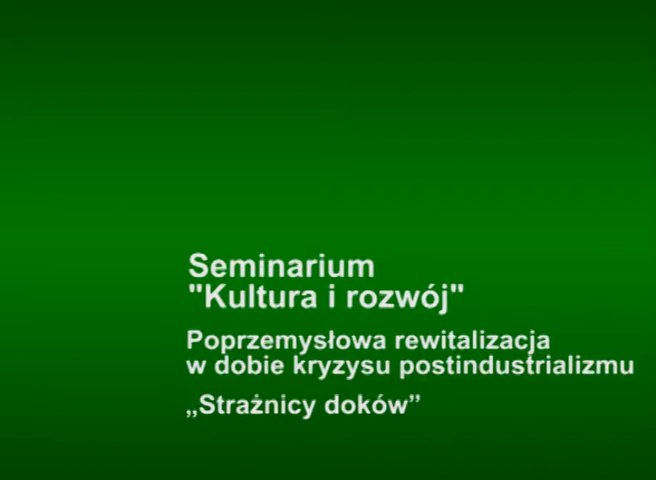 Seminarium
"Kultura i rozwój"
Poprzemysłowa rewitalizacja
w dobie kryzysu postindustrializmu
„Strażnicy doków”